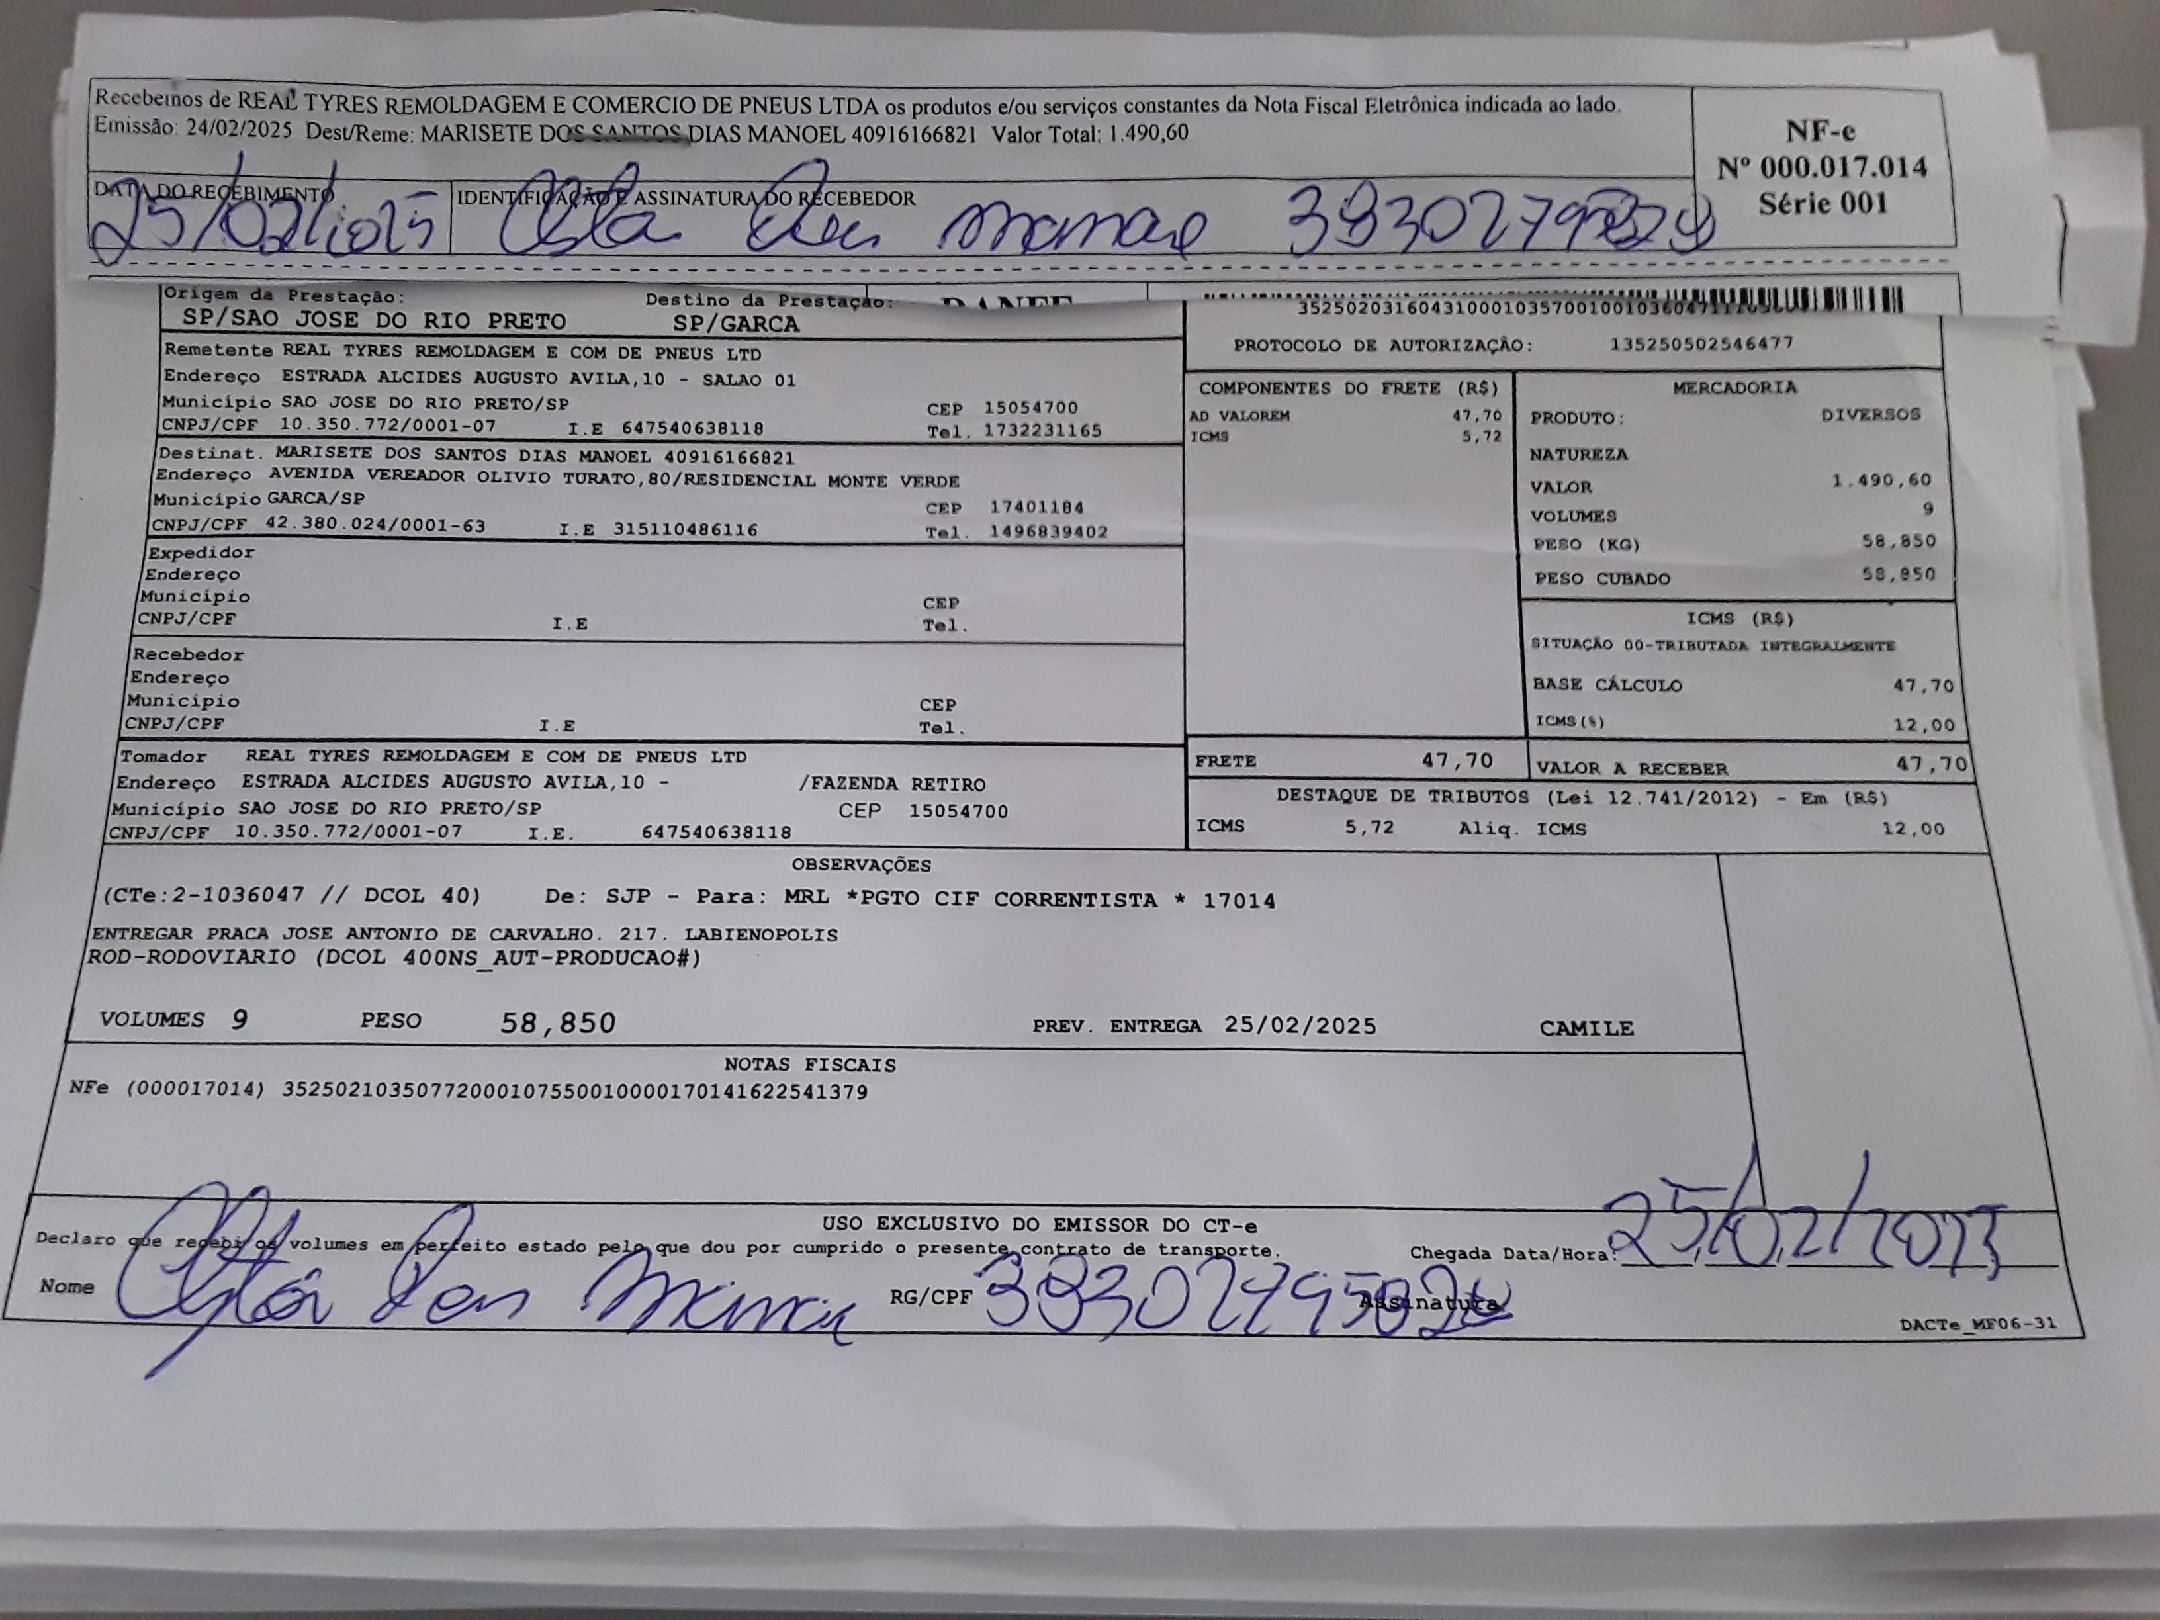 Recebemos de REAL TYRES REMOLDAGEM E COMERCIO DE PNEUS LTDA os produtos e/ou serviços constantes da Nota Fiscal Eletrônica indicada ao lado.
Emissão: 24/02/2025 Dest/Reme: MARISETE DOS SANTOS DIAS MANOEL 40916166821 Valor Total: 1.490,60
NF-e
Nº 000.017.014
Série 001
DATA DO RECEBIMENTO
IDENTIFICAÇÃO E ASSINATURA DO RECEBEDOR
25/02/2025
Origem da Prestação: Destino da Prestação:
SP/SAO JOSE DO RIO PRETO SP/GARCA
DANFE
PROTOCOLO DE AUTORIZAÇÃO: 135250502546477
Remetente REAL TYRES REMOLDAGEM E COM DE PNEUS LTD
Endereço ESTRADA ALCIDES AUGUSTO AVILA,10 - SALAO 01
Município SAO JOSE DO RIO PRETO/SP CEP 15054700
CNPJ/CPF 10.350.772/0001-07 I.E 647540638118 Tel. 1732231165
Destinat. MARISETE DOS SANTOS DIAS MANOEL 40916166821
Endereço AVENIDA VEREADOR OLIVIO TURATO,80/RESIDENCIAL MONTE VERDE
Município GARCA/SP CEP 17401184
CNPJ/CPF 42.380.024/0001-63 I.E 315110486116 Tel. 1496839402
Expedidor
Endereço
Município CEP
CNPJ/CPF I.E Tel.
Recebedor
Endereço
Município CEP
CNPJ/CPF I.E Tel.
Tomador REAL TYRES REMOLDAGEM E COM DE PNEUS LTD
Endereço ESTRADA ALCIDES AUGUSTO AVILA,10 - /FAZENDA RETIRO
Município SAO JOSE DO RIO PRETO/SP CEP 15054700
CNPJ/CPF 10.350.772/0001-07 I.E. 647540638118
COMPONENTES DO FRETE (R$)
AD VALOREM 47,70
ICMS 5,72
MERCADORIA
PRODUTO: DIVERSOS
NATUREZA
VALOR 1.490,60
VOLUMES 9
PESO (KG) 58,850
PESO CUBADO 58,850
ICMS (R$)
SITUAÇÃO 00-TRIBUTADA INTEGRALMENTE
BASE CÁLCULO 47,70
ICMS(%) 12,00
FRETE 47,70
VALOR A RECEBER 47,70
DESTAQUE DE TRIBUTOS (Lei 12.741/2012) - Em (R$)
ICMS 5,72 Aliq. ICMS 12,00
OBSERVAÇÕES
(CTe:2-1036047 // DCOL 40) De: SJP - Para: MRL *PGTO CIF CORRENTISTA * 17014
ENTREGAR PRACA JOSE ANTONIO DE CARVALHO. 217. LABIENOPOLIS
ROD-RODOVIARIO (DCOL 400NS_AUT-PRODUCAO#)
VOLUMES 9 PESO 58,850 PREV. ENTREGA 25/02/2025 CAMILE
NOTAS FISCAIS
NFe (000017014) 35250210350772000107550010000170141622541379
USO EXCLUSIVO DO EMISSOR DO CT-e
Declaro que recebi os volumes em perfeito estado pelo que dou por cumprido o presente contrato de transporte.
Chegada Data/Hora: 25/02/2025
Nome
RG/CPF
Assinatura
DACTe_MF06-31